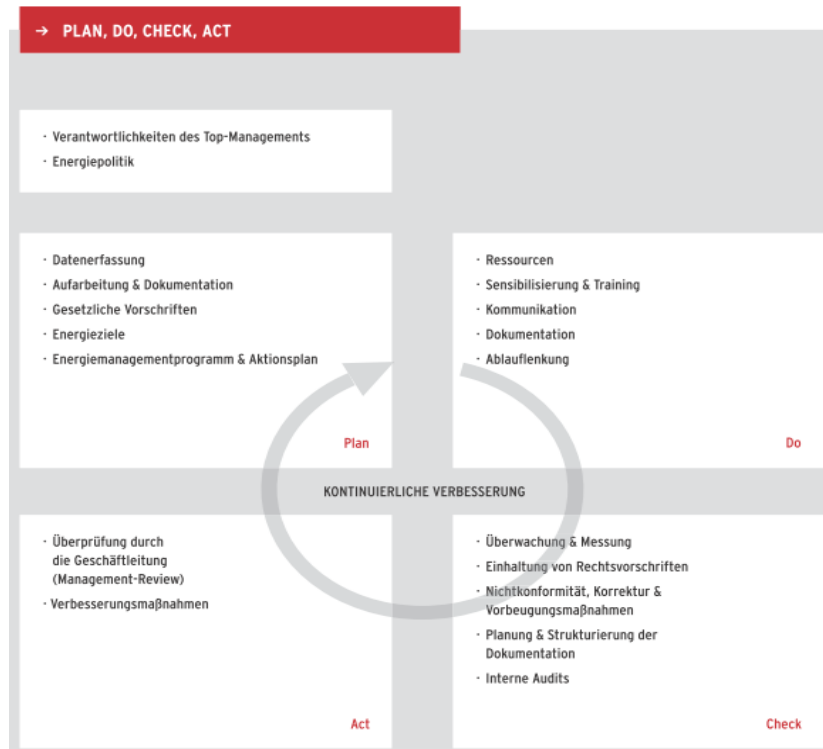 → PLAN, DO, CHECK, ACT
· Verantwortlichkeiten des Top-Managements
· Energiepolitik
· Datenerfassung
· Aufarbeitung & Dokumentation
· Gesetzliche Vorschriften
· Energieziele
· Energiemanagementprogramm & Aktionsplan
Plan
· Ressourcen
· Sensibilisierung & Training
· Kommunikation
· Dokumentation
· Ablauflenkung
Do
KONTINUIERLICHE VERBESSERUNG
· Überprüfung durch
die Geschäftleitung
(Management-Review)
· Verbesserungsmaßnahmen
Act
· Überwachung & Messung
· Einhaltung von Rechtsvorschriften
· Nichtkonformität, Korrektur &
Vorbeugungsmaßnahmen
· Planung & Strukturierung der
Dokumentation
· Interne Audits
Check